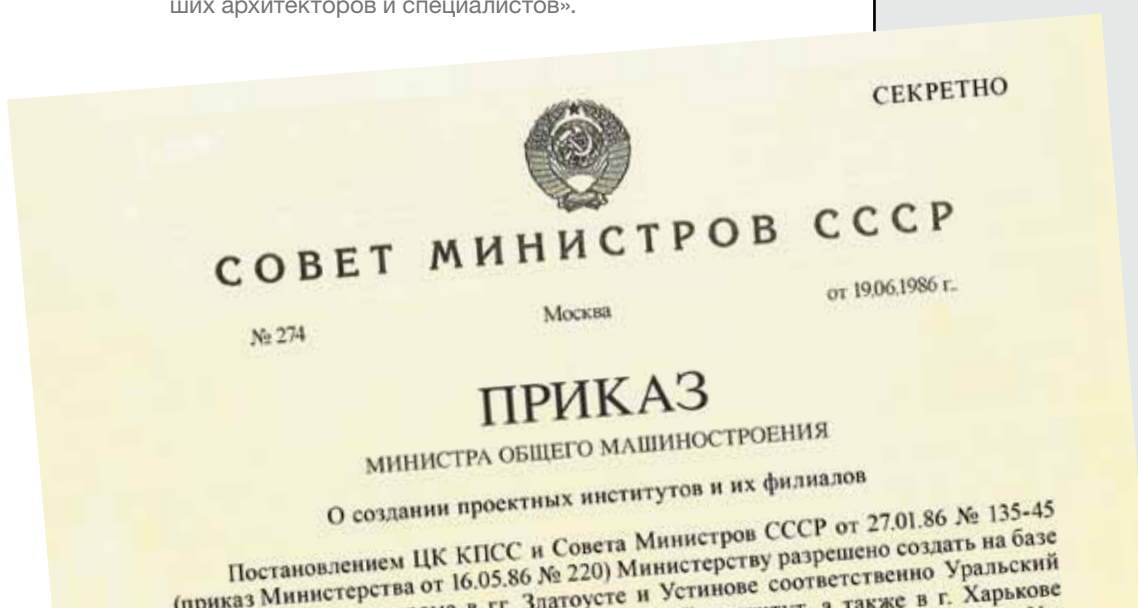 ших архитекторов и специалистов».
СЕКРЕТНО
СОВЕТ МИНИСТРОВ СССР
№ 274
Москва
от 19.06.1986 г..
ПРИКАЗ
МИНИСТРА ОБЩЕГО МАШИНОСТРОЕНИЯ
О создании проектных институтов и их филиалов
Постановлением ЦК КПСС и Совета Министров СССР от 27.01.86 № 135-45
(приказ Министерства от 16.05.86 № 220) Министерству разрешено создать на базе
в гг. Златоусте и Устинове соответственно Уральский
а также в г. Харькове